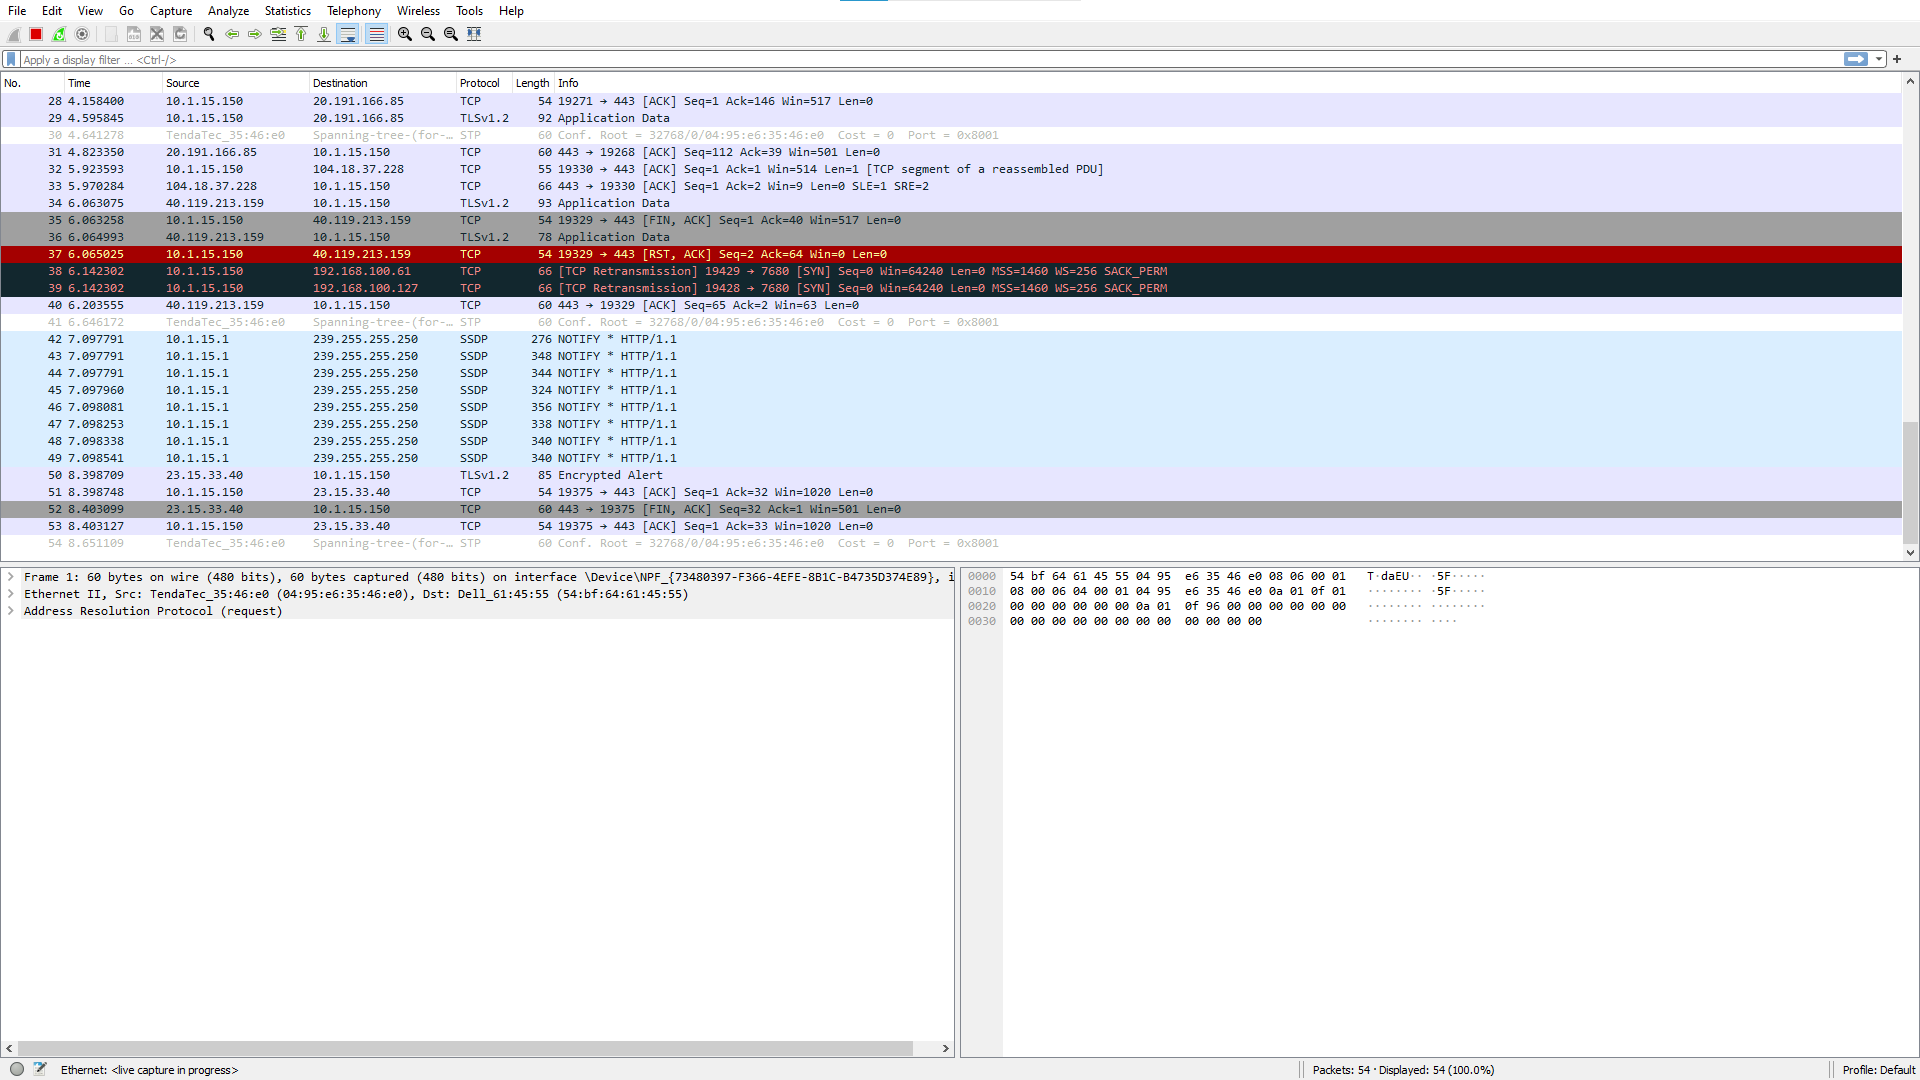 File Edit View Go Capture Analyze Statistics Telephony Wireless Tools Help
Apply a display filter ... <Ctrl-/>
No. Time Source Destination Protocol Length Info
28 4.158400 10.1.15.150 20.191.166.85 TCP 54 19271 → 443 [ACK] Seq=1 Ack=146 Win=517 Len=0
29 4.595845 10.1.15.150 20.191.166.85 TLSv1.2 92 Application Data
30 4.641278 TendaTec_35:46:e0 Spanning-tree-(for-… STP 60 Conf. Root = 32768/0/04:95:e6:35:46:e0 Cost = 0 Port = 0x8001
31 4.823350 20.191.166.85 10.1.15.150 TCP 60 443 → 19268 [ACK] Seq=112 Ack=39 Win=501 Len=0
32 5.923593 10.1.15.150 104.18.37.228 TCP 55 19330 → 443 [ACK] Seq=1 Ack=1 Win=514 Len=1 [TCP segment of a reassembled PDU]
33 5.970284 104.18.37.228 10.1.15.150 TCP 66 443 → 19330 [ACK] Seq=1 Ack=2 Win=9 Len=0 SLE=1 SRE=2
34 6.063075 40.119.213.159 10.1.15.150 TLSv1.2 93 Application Data
35 6.063258 10.1.15.150 40.119.213.159 TCP 54 19329 → 443 [FIN, ACK] Seq=1 Ack=40 Win=517 Len=0
36 6.064993 40.119.213.159 10.1.15.150 TLSv1.2 78 Application Data
37 6.065025 10.1.15.150 40.119.213.159 TCP 54 19329 → 443 [RST, ACK] Seq=2 Ack=64 Win=0 Len=0
38 6.142302 10.1.15.150 192.168.100.61 TCP 66 [TCP Retransmission] 19429 → 7680 [SYN] Seq=0 Win=64240 Len=0 MSS=1460 WS=256 SACK_PERM
39 6.142302 10.1.15.150 192.168.100.127 TCP 66 [TCP Retransmission] 19428 → 7680 [SYN] Seq=0 Win=64240 Len=0 MSS=1460 WS=256 SACK_PERM
40 6.203555 40.119.213.159 10.1.15.150 TCP 60 443 → 19329 [ACK] Seq=65 Ack=2 Win=63 Len=0
41 6.646172 TendaTec_35:46:e0 Spanning-tree-(for-… STP 60 Conf. Root = 32768/0/04:95:e6:35:46:e0 Cost = 0 Port = 0x8001
42 7.097791 10.1.15.1 239.255.255.250 SSDP 276 NOTIFY * HTTP/1.1
43 7.097791 10.1.15.1 239.255.255.250 SSDP 348 NOTIFY * HTTP/1.1
44 7.097791 10.1.15.1 239.255.255.250 SSDP 344 NOTIFY * HTTP/1.1
45 7.097960 10.1.15.1 239.255.255.250 SSDP 324 NOTIFY * HTTP/1.1
46 7.098081 10.1.15.1 239.255.255.250 SSDP 356 NOTIFY * HTTP/1.1
47 7.098253 10.1.15.1 239.255.255.250 SSDP 338 NOTIFY * HTTP/1.1
48 7.098338 10.1.15.1 239.255.255.250 SSDP 340 NOTIFY * HTTP/1.1
49 7.098541 10.1.15.1 239.255.255.250 SSDP 340 NOTIFY * HTTP/1.1
50 8.398709 23.15.33.40 10.1.15.150 TLSv1.2 85 Encrypted Alert
51 8.398748 10.1.15.150 23.15.33.40 TCP 54 19375 → 443 [ACK] Seq=1 Ack=32 Win=1020 Len=0
52 8.403099 23.15.33.40 10.1.15.150 TCP 60 443 → 19375 [FIN, ACK] Seq=32 Ack=1 Win=501 Len=0
53 8.403127 10.1.15.150 23.15.33.40 TCP 54 19375 → 443 [ACK] Seq=1 Ack=33 Win=1020 Len=0
54 8.651109 TendaTec_35:46:e0 Spanning-tree-(for-… STP 60 Conf. Root = 32768/0/04:95:e6:35:46:e0 Cost = 0 Port = 0x8001
Frame 1: 60 bytes on wire (480 bits), 60 bytes captured (480 bits) on interface \Device\NPF_{73480397-F366-4EFE-8B1C-B4735D374E89}, i
Ethernet II, Src: TendaTec_35:46:e0 (04:95:e6:35:46:e0), Dst: Dell_61:45:55 (54:bf:64:61:45:55)
Address Resolution Protocol (request)
0000 54 bf 64 61 45 55 04 95 e6 35 46 e0 08 06 00 01 T·daEU·· ·5F·····
0010 08 00 06 04 00 01 04 95 e6 35 46 e0 0a 01 0f 01 ········ ·5F·····
0020 00 00 00 00 00 00 0a 01 0f 96 00 00 00 00 00 00 ········ ········
0030 00 00 00 00 00 00 00 00 00 00 00 00 ········ ····
Ethernet: <live capture in progress>
Packets: 54 · Displayed: 54 (100.0%)
Profile: Default